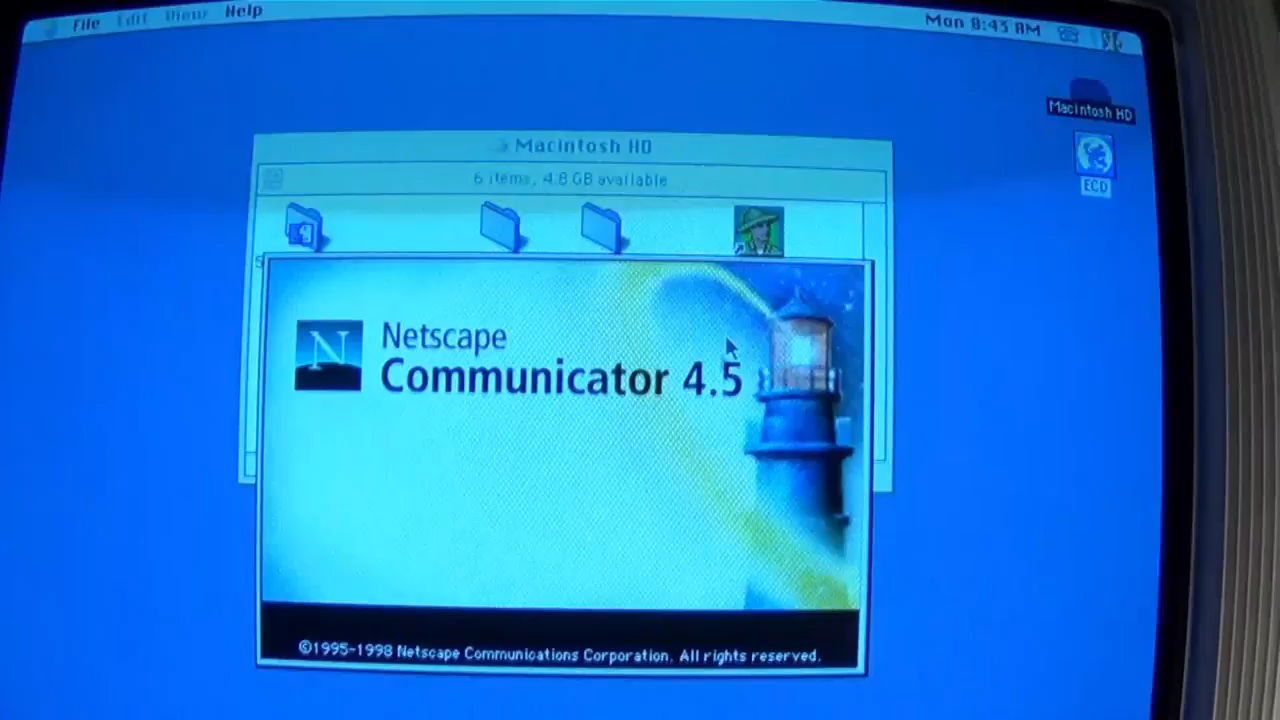 File Edit View Help
Mon 8:43 AM
Macintosh HD
ECD
Macintosh HD
6 items, 4.8 GB available
S
N
Netscape
Communicator 4.5
©1995-1998 Netscape Communications Corporation. All rights reserved.